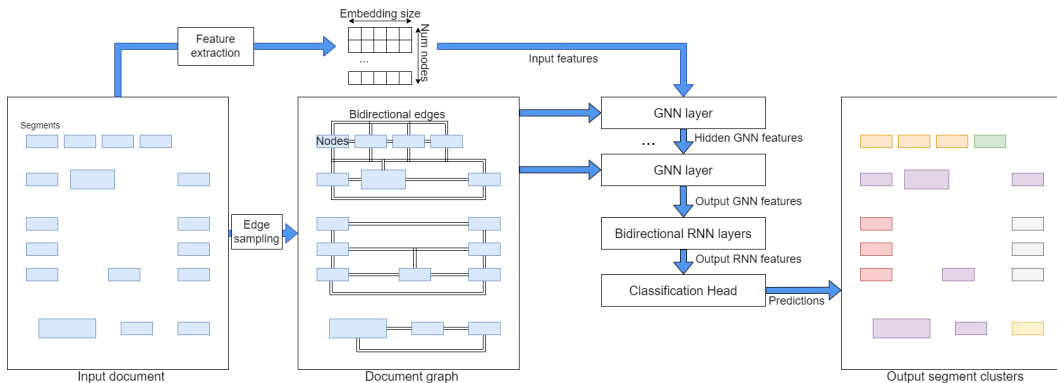 Embedding size
Feature
extraction
Num nodes
...
Input features
Segments
Bidirectional edges
Nodes
GNN layer
...
Hidden GNN features
GNN layer
Output GNN features
Edge
sampling
Bidirectional RNN layers
Output RNN features
Classification Head
Predictions
Input document
Document graph
Output segment clusters